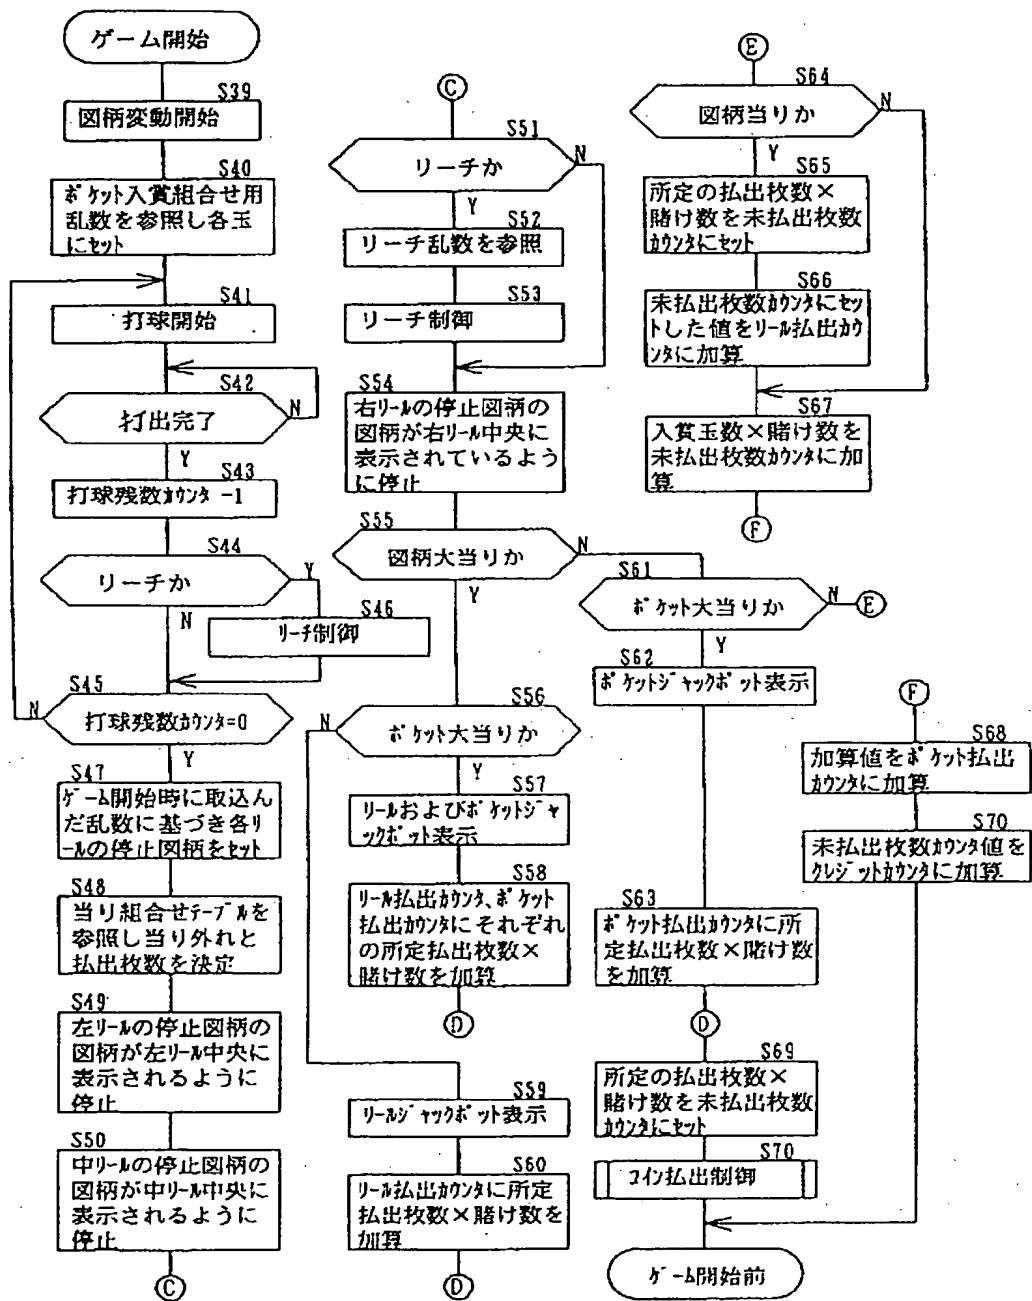 ゲーム開始
S39
図柄変動開始
S40
ポケット入賞組合せ用
乱数を参照し各玉
にセット
S41
打球開始
S42
打出完了
N
Y
S43
打球残数カウンタ -1
S44
リーチか
Y
N
S46
リーチ制御
S45
N
打球残数カウンタ=0
Y
S47
ゲーム開始時に取込ん
だ乱数に基づき各リ
ールの停止図柄をセット
S48
当り組合せテーブルを
参照し当り外れと
払出枚数を決定
S49
左リールの停止図柄の
図柄が左リール中央に
表示されるように
停止
S50
中リールの停止図柄の
図柄が中リール中央に
表示されるように
停止
C
C
S51
リーチか
N
Y
S52
リーチ乱数を参照
S53
リーチ制御
S54
右リールの停止図柄の
図柄が右リール中央に
表示されているよう
に停止
S55
図柄大当りか
N
Y
S56
N
ポケット大当りか
Y
S57
リールおよびポケットジャ
ックポット表示
S58
リール払出カウンタ、ポケット
払出カウンタにそれぞれ
の所定払出枚数×
賭け数を加算
D
S59
リールジャックポット表示
S60
リール払出カウンタに所定
払出枚数×賭け数を
加算
D
E
S64
図柄当りか
N
Y
S65
所定の払出枚数×
賭け数を未払出枚数
カウンタにセット
S66
未払出枚数カウンタにセッ
トした値をリール払出カウ
ンタに加算
S67
入賞玉数×賭け数を
未払出枚数カウンタに加
算
F
S61
ポケット大当りか
N
E
Y
S62
ポケットジャックポット表示
S63
ポケット払出カウンタに所
定払出枚数×賭け数
を加算
D
S69
所定の払出枚数×
賭け数を未払出枚数
カウンタにセット
S70
コイン払出制御
ゲーム開始前
F
S68
加算値をポケット払出
カウンタに加算
S70
未払出枚数カウンタ値を
クレジットカウンタに加算